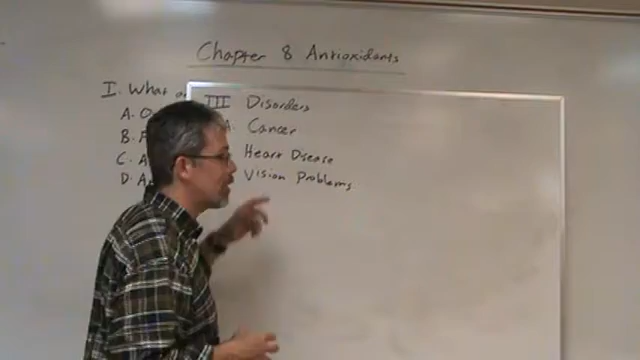 Chapter 8 Antioxidants
I. What
A.
B.
C.
D.
III Disorders
A. Cancer
Heart Disease
Vision Problems